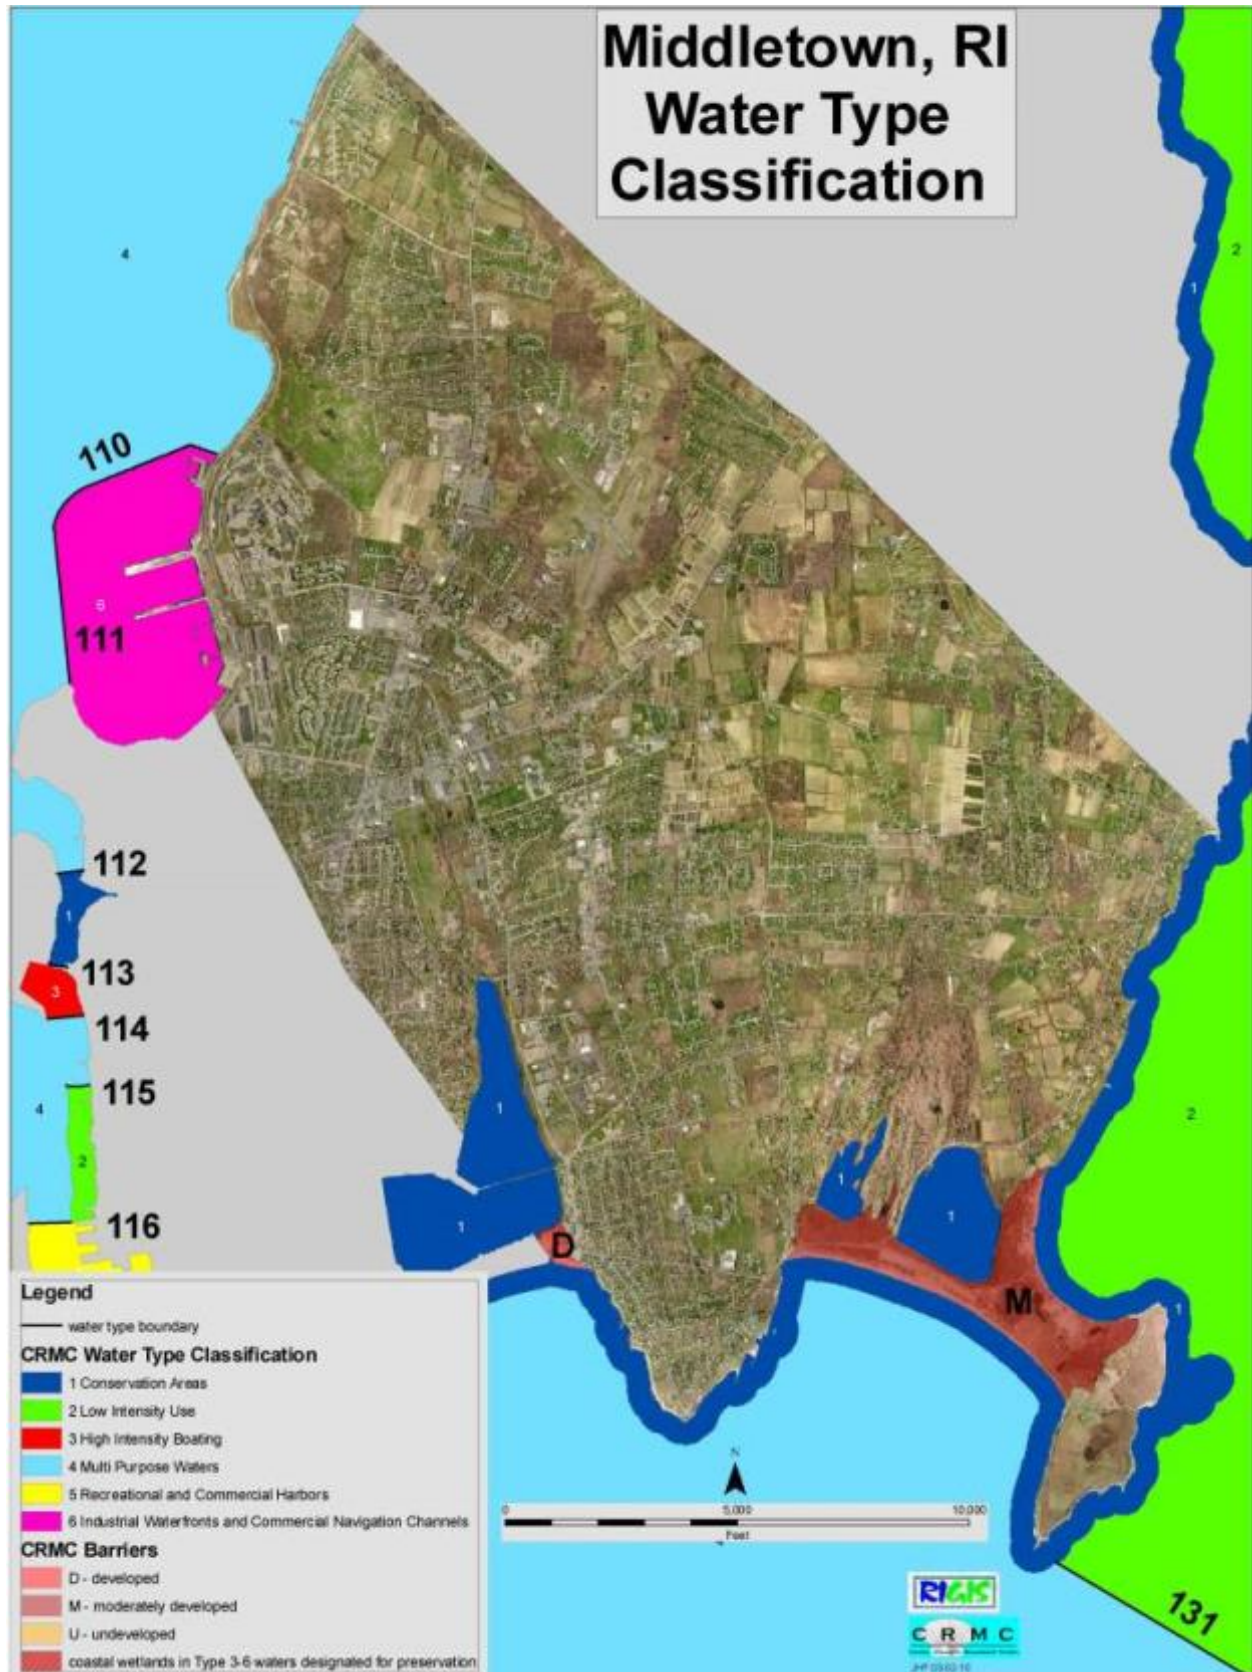 Middletown, RI
Water Type
Classification
4
2
1
110
6
111
112
1
113
3
114
115
4
2
116
1
1
1
1
2
1
D
M
131
Legend
water type boundary
CRMC Water Type Classification
1 Conservation Areas
2 Low Intensity Use
3 High Intensity Boating
4 Multi Purpose Waters
5 Recreational and Commercial Harbors
6 Industrial Waterfronts and Commercial Navigation Channels
CRMC Barriers
D - developed
M - moderately developed
U - undeveloped
coastal wetlands in Type 3-6 waters designated for preservation
N
0 5,000 10,000
Feet
RIGIS
CRMC